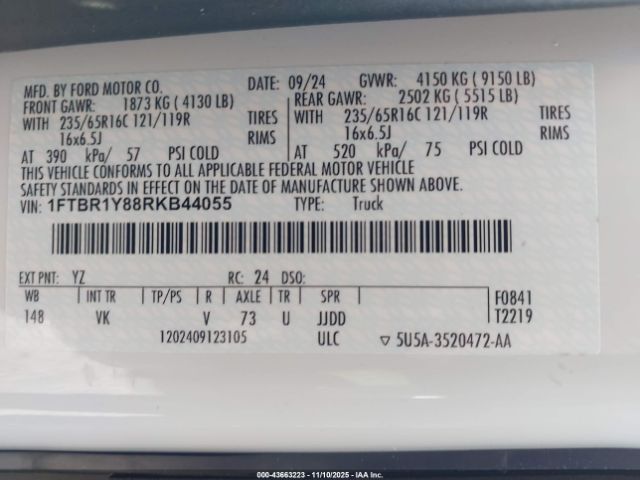 MFD. BY FORD MOTOR CO.
DATE: 09/24 GVWR: 4150 KG ( 9150 LB)
FRONT GAWR: 1873 KG ( 4130 LB)
REAR GAWR: 2502 KG ( 5515 LB)
WITH 235/65R16C 121/119R TIRES
WITH 235/65R16C 121/119R TIRES
16x6.5J RIMS
16x6.5J RIMS
AT 390 kPa/ 57 PSI COLD
AT 520 kPa/ 75 PSI COLD
THIS VEHICLE CONFORMS TO ALL APPLICABLE FEDERAL MOTOR VEHICLE
SAFETY STANDARDS IN EFFECT ON THE DATE OF MANUFACTURE SHOWN ABOVE.
VIN: 1FTBR1Y88RKB44055 TYPE: Truck
EXT PNT: YZ RC: 24 DSO:
WB INT TR TP/PS R AXLE TR SPR
148 VK V 73 U JJDD
F0841
T2219
1202409123105 ULC ▽ 5U5A-3520472-AA
000-43663223 - 11/10/2025 - IAA Inc.